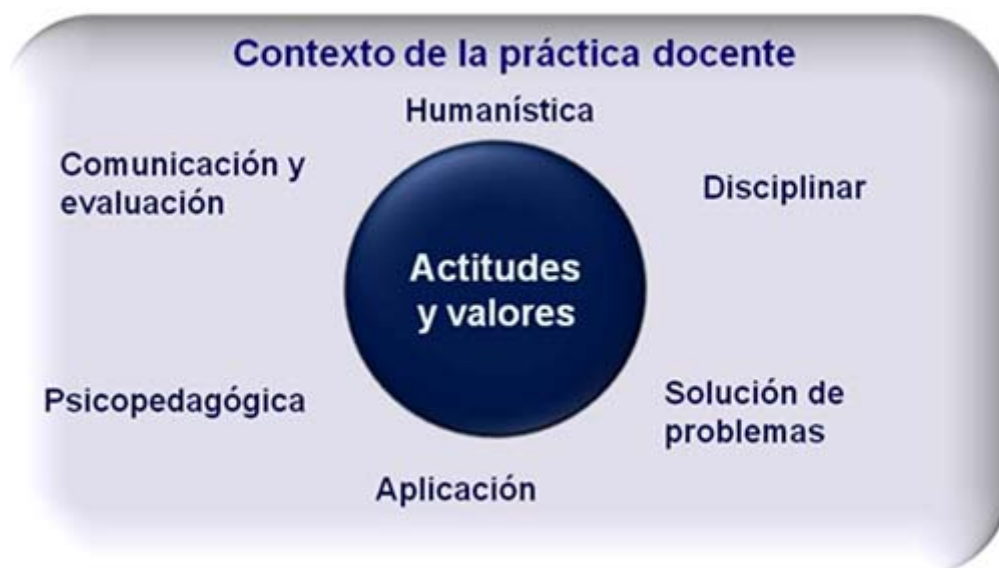 Contexto de la práctica docente
Humanística
Comunicación y
evaluación
Disciplinar
Actitudes
y valores
Psicopedagógica
Solución de
problemas
Aplicación